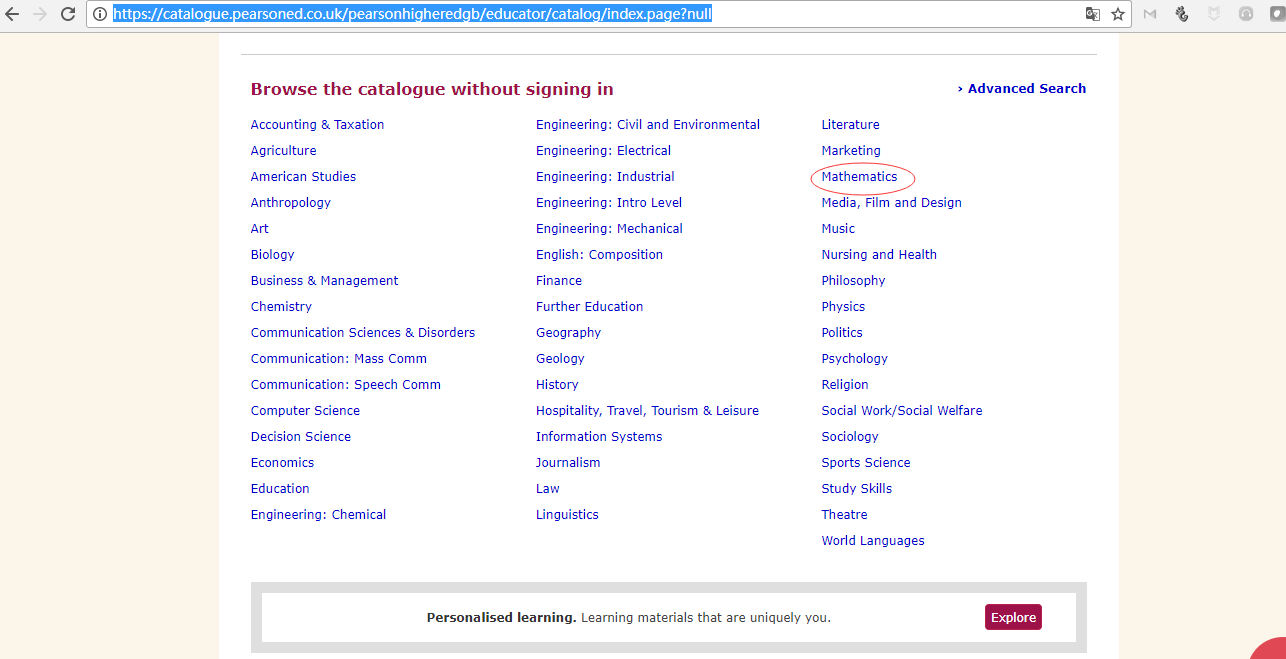 https://catalogue.pearsoned.co.uk/pearsonhigheredgb/educator/catalog/index.page?null
Browse the catalogue without signing in
› Advanced Search
Accounting & Taxation
Agriculture
American Studies
Anthropology
Art
Biology
Business & Management
Chemistry
Communication Sciences & Disorders
Communication: Mass Comm
Communication: Speech Comm
Computer Science
Decision Science
Economics
Education
Engineering: Chemical
Engineering: Civil and Environmental
Engineering: Electrical
Engineering: Industrial
Engineering: Intro Level
Engineering: Mechanical
English: Composition
Finance
Further Education
Geography
Geology
History
Hospitality, Travel, Tourism & Leisure
Information Systems
Journalism
Law
Linguistics
Literature
Marketing
Mathematics
Media, Film and Design
Music
Nursing and Health
Philosophy
Physics
Politics
Psychology
Religion
Social Work/Social Welfare
Sociology
Sports Science
Study Skills
Theatre
World Languages
Personalised learning. Learning materials that are uniquely you.
Explore